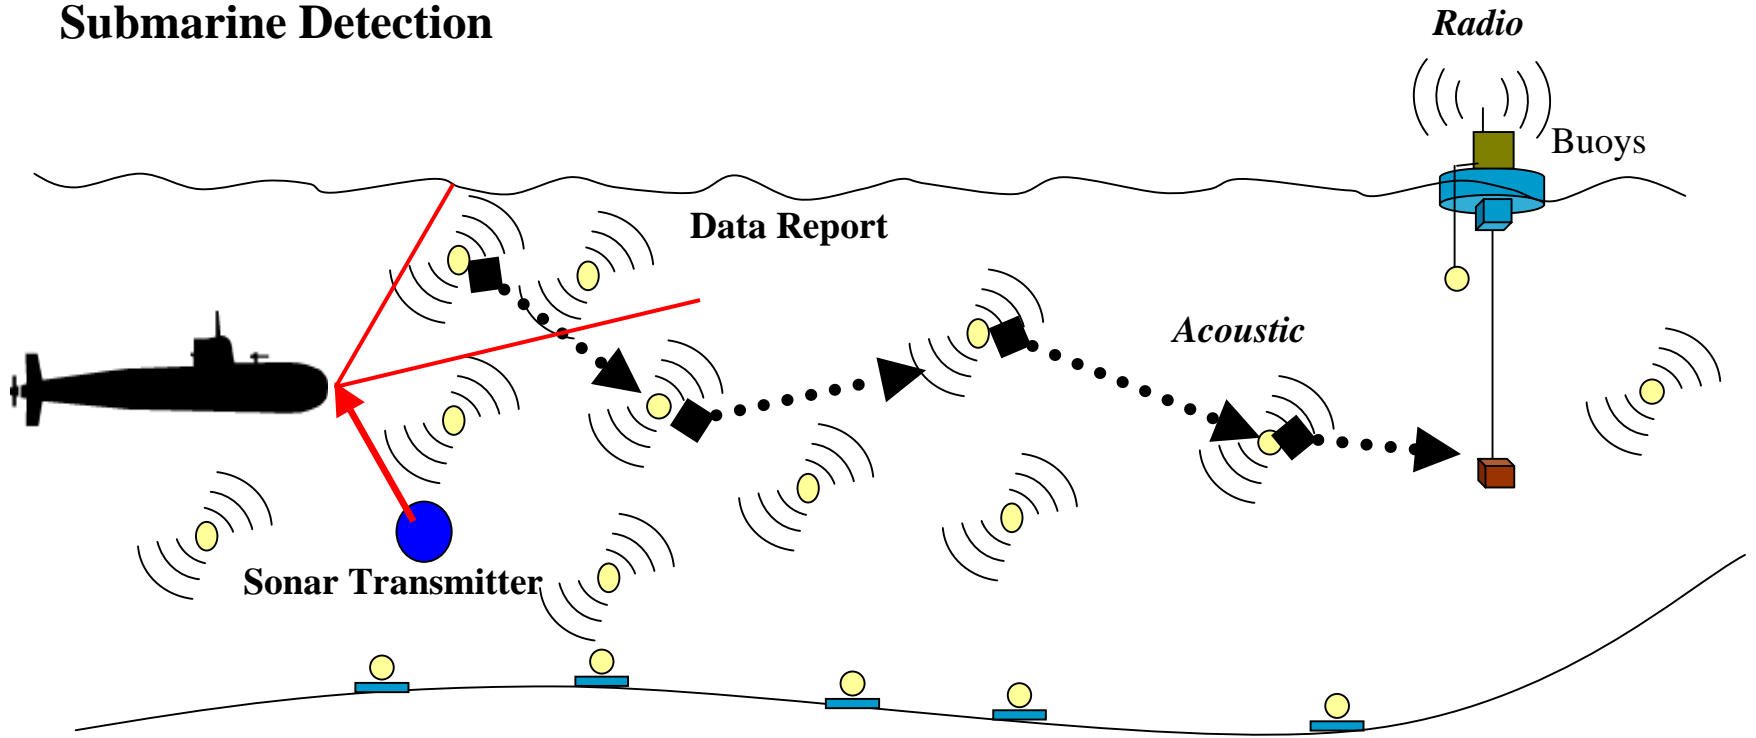 Submarine Detection
Radio
Buoys
Data Report
Acoustic
Sonar Transmitter